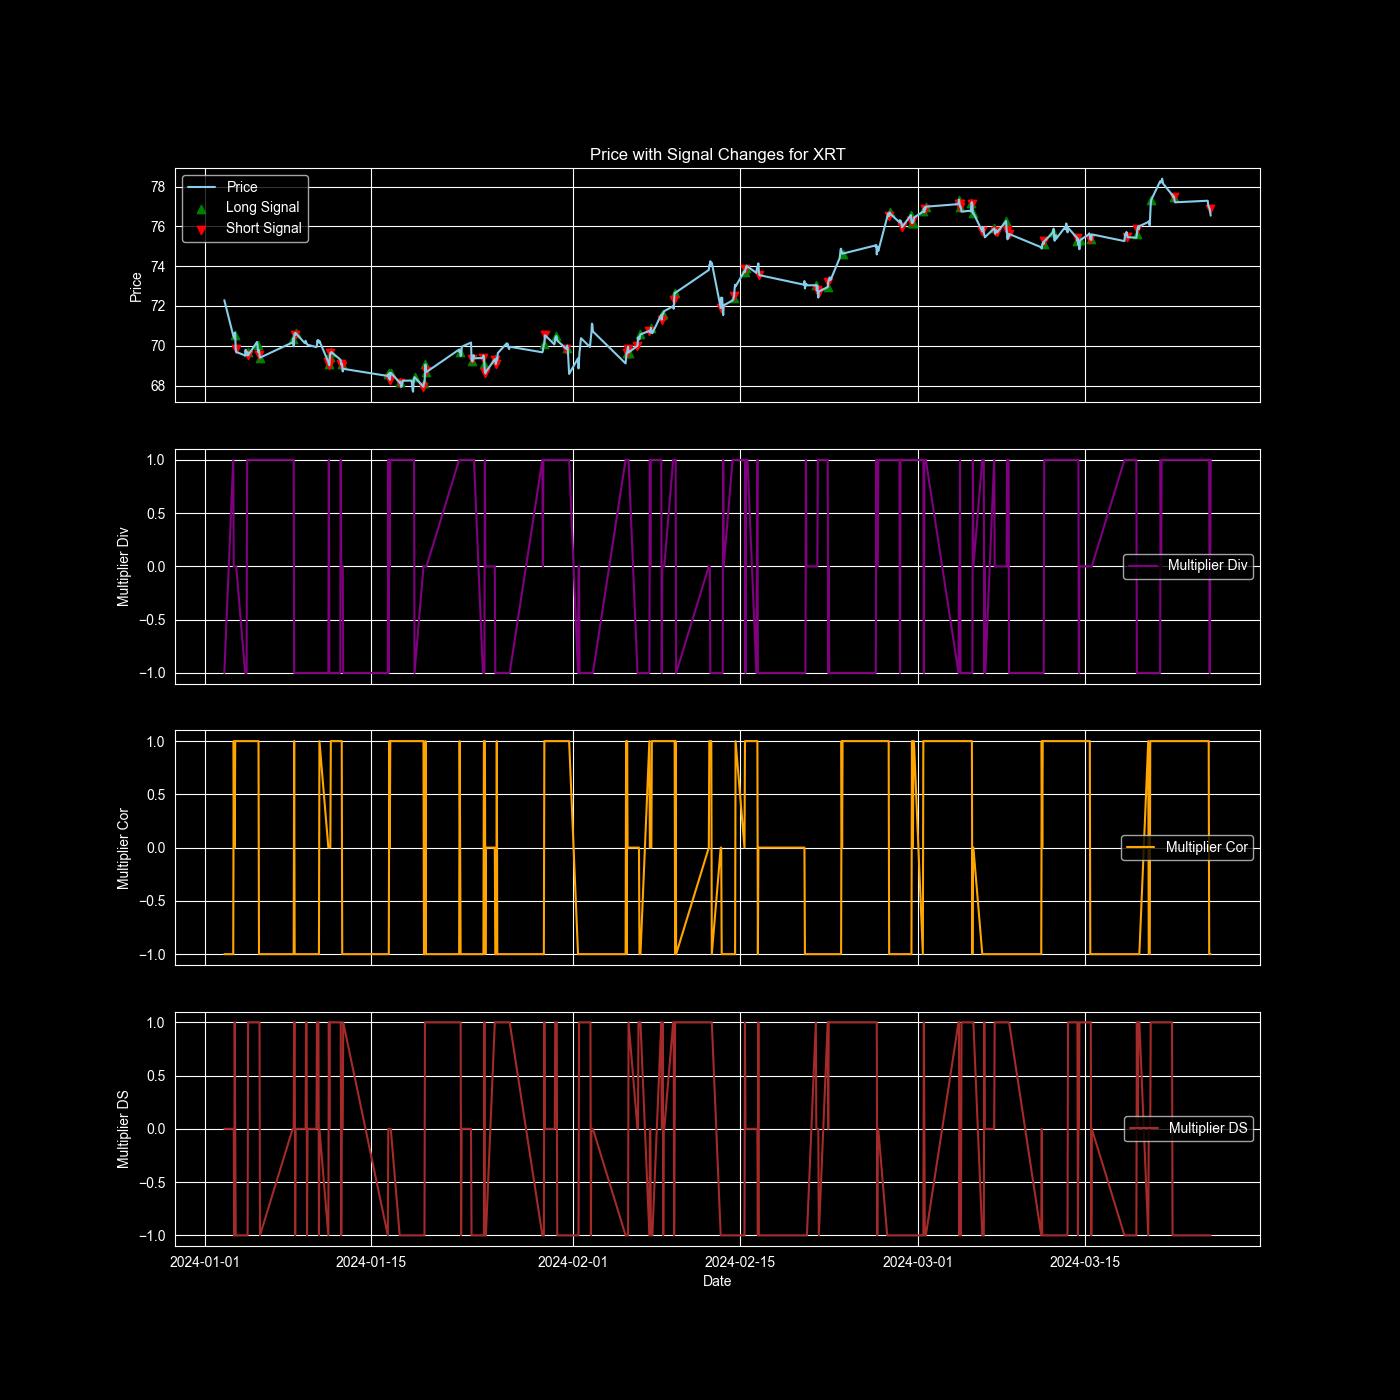 Price with Signal Changes for XRT
Price
Long Signal
Short Signal
78
76
74
72
70
68
Price
1.0
0.5
0.0
−0.5
−1.0
Multiplier Div
Multiplier Div
1.0
0.5
0.0
−0.5
−1.0
Multiplier Cor
Multiplier Cor
1.0
0.5
0.0
−0.5
−1.0
Multiplier DS
Multiplier DS
2024-01-01 2024-01-15 2024-02-01 2024-02-15 2024-03-01 2024-03-15
Date